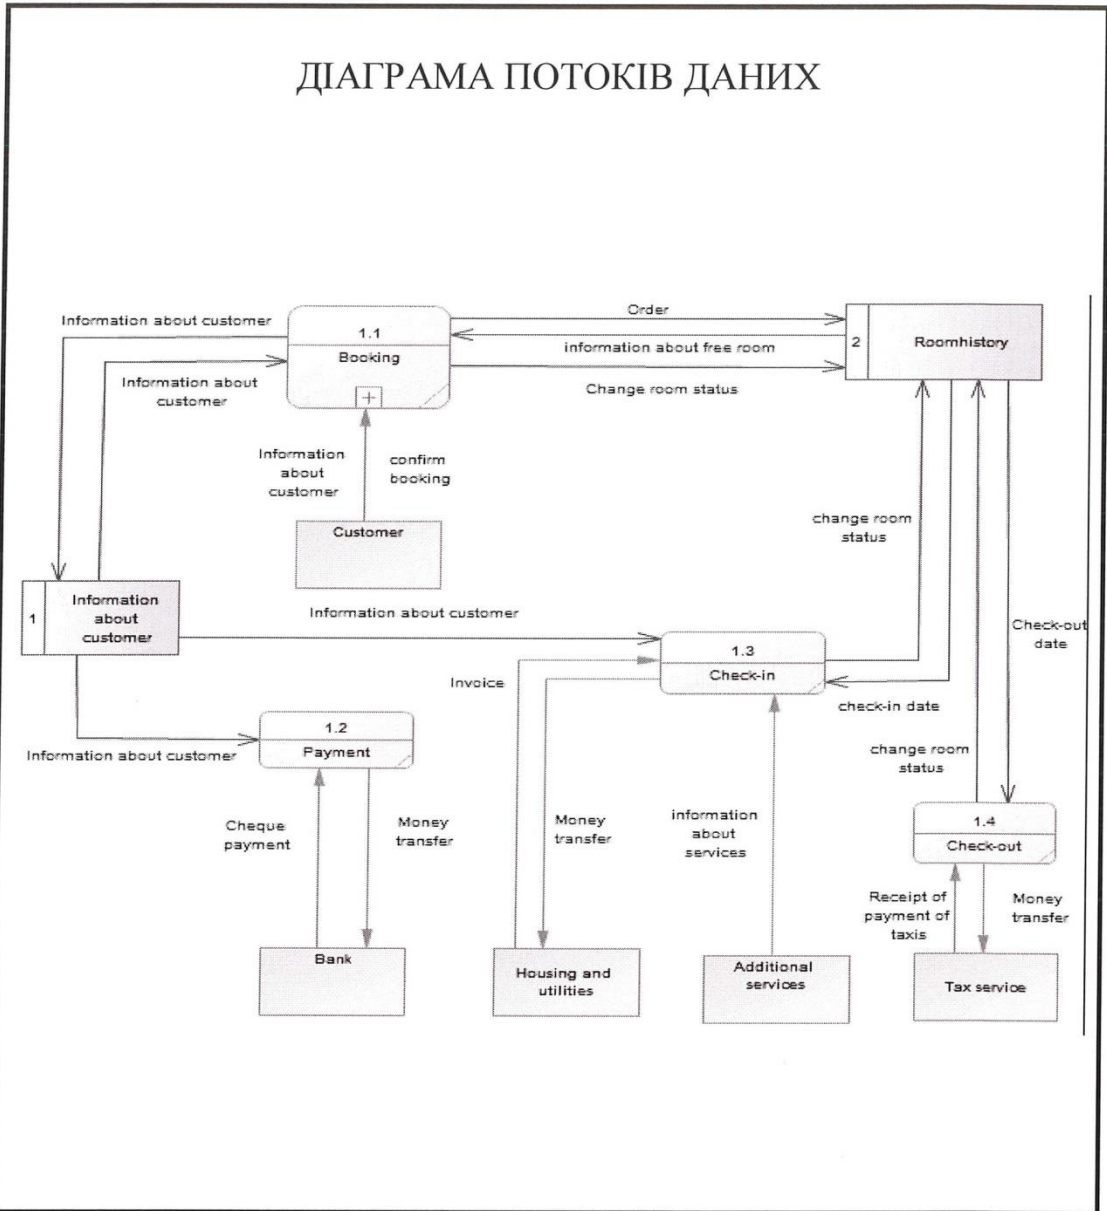 ДІАГРАМА ПОТОКІВ ДАНИХ
Information about customer
1.1
Booking
+
Order
information about free room
Change room status
2
Roomhistory
Information about
customer
Information
about
customer
confirm
booking
Customer
change room
status
1
Information
about
customer
Information about customer
1.3
Check-in
Check-out
date
Invoice
check-in date
1.2
Payment
Information about customer
change room
status
Cheque
payment
Money
transfer
Money
transfer
information
about
services
1.4
Check-out
Receipt of
payment of
taxis
Money
transfer
Bank
Housing and
utilities
Additional
services
Tax service